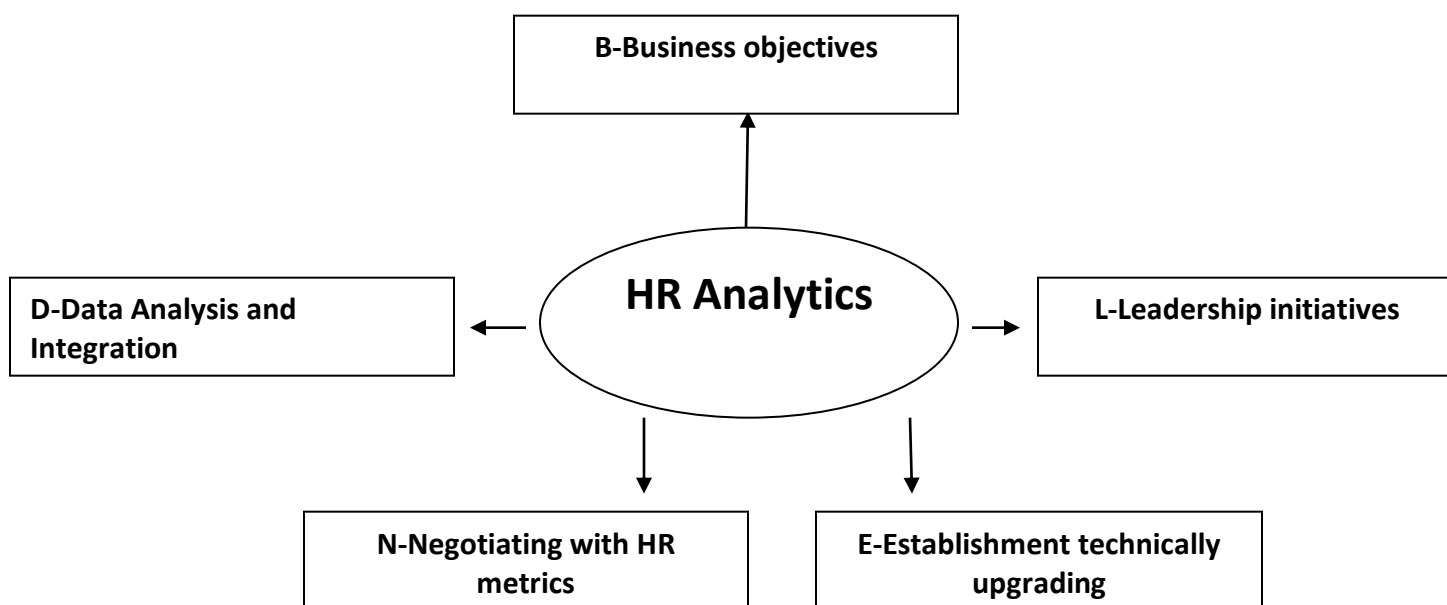 B-Business objectives
HR Analytics
D-Data Analysis and
Integration
L-Leadership initiatives
N-Negotiating with HR
metrics
E-Establishment technically
upgrading